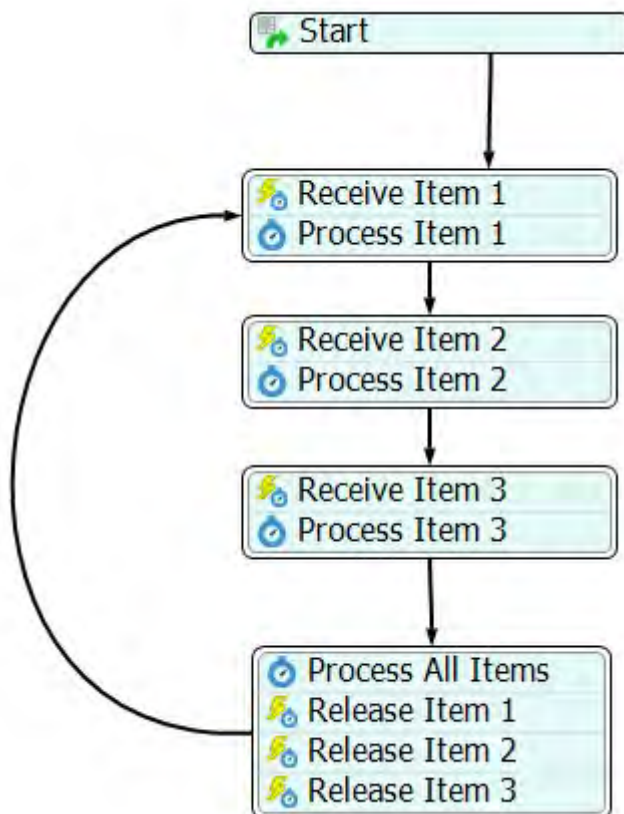 Start
Receive Item 1
Process Item 1
Receive Item 2
Process Item 2
Receive Item 3
Process Item 3
Process All Items
Release Item 1
Release Item 2
Release Item 3